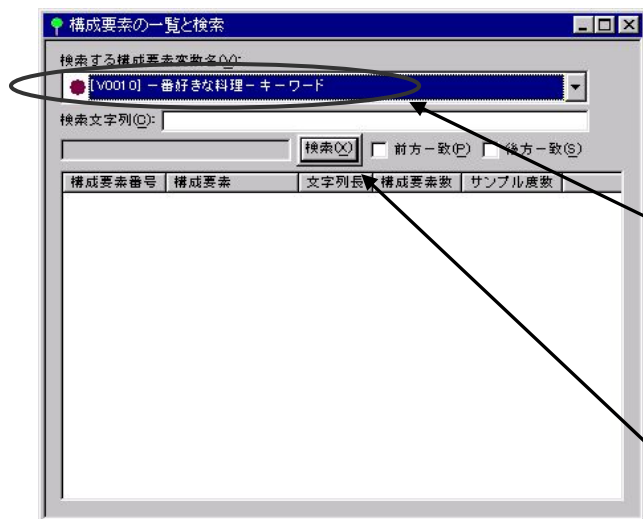 構成要素の一覧と検索
検索する構成要素変数名(V):
[V0010] 一番好きな料理-キーワード
検索文字列(C):
検索(X) 前方一致(P) 後方一致(S)
構成要素番号 構成要素 文字列長 構成要素数 サンプル度数